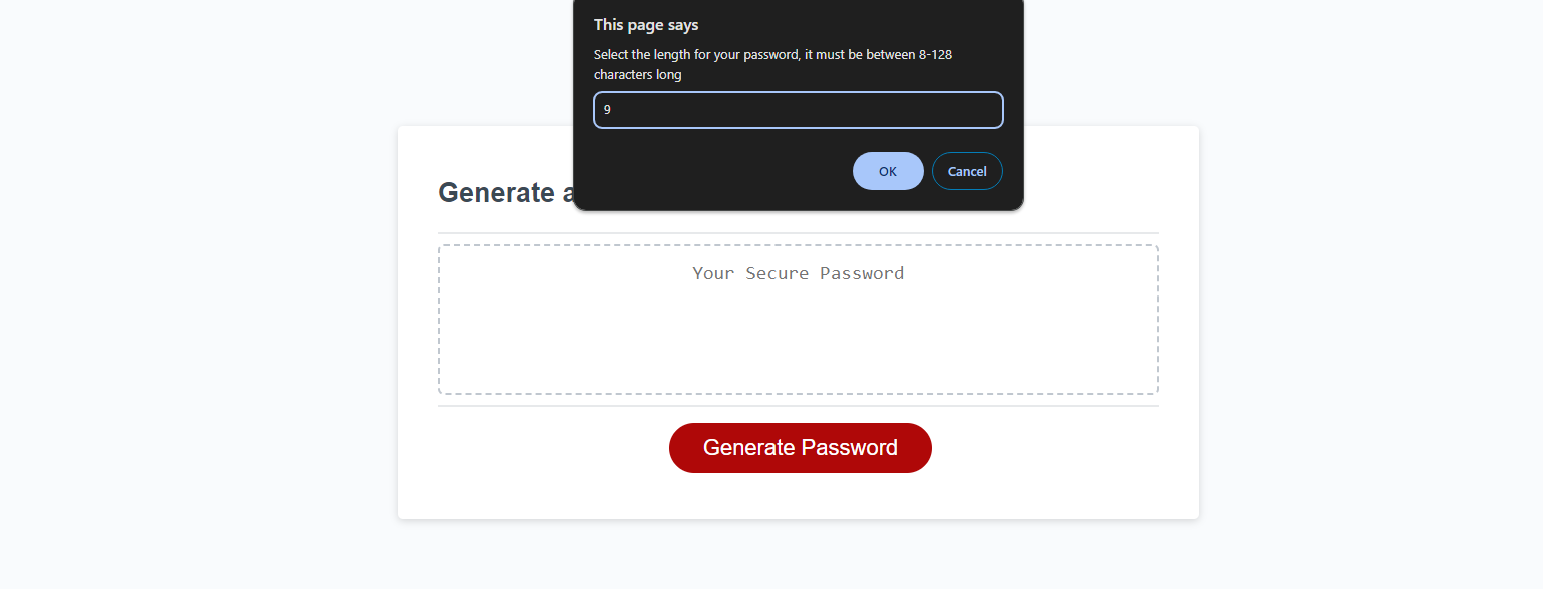 This page says
Select the length for your password, it must be between 8-128
characters long
9
OK
Cancel
Generate a
Your Secure Password
Generate Password